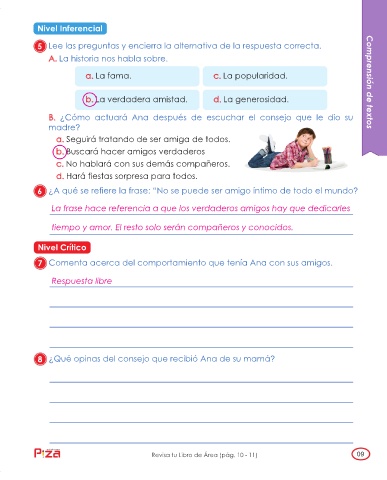 Nivel Inferencial
5 Lee las preguntas y encierra la alternativa de la respuesta correcta.
A. La historia nos habla sobre.
a. La fama.
c. La popularidad.
b. La verdadera amistad.
d. La generosidad.
B. ¿Cómo actuará Ana después de escuchar el consejo que le dio su
madre?
a. Seguirá tratando de ser amiga de todos.
b. Buscará hacer amigos verdaderos
c. No hablará con sus demás compañeros.
d. Hará fiestas sorpresa para todos.
6 ¿A qué se refiere la frase: "No se puede ser amigo íntimo de todo el mundo?
La frase hace referencia a que los verdaderos amigos hay que dedicarles
tiempo y amor. El resto solo serán compañeros y conocidos.
Nivel Crítico
7 Comenta acerca del comportamiento que tenía Ana con sus amigos.
Respuesta libre
8 ¿Qué opinas del consejo que recibió Ana de su mamá?
Comprensión de textos
Pizza
Revisa tu Libro de Área (pág. 10 - 11)
09